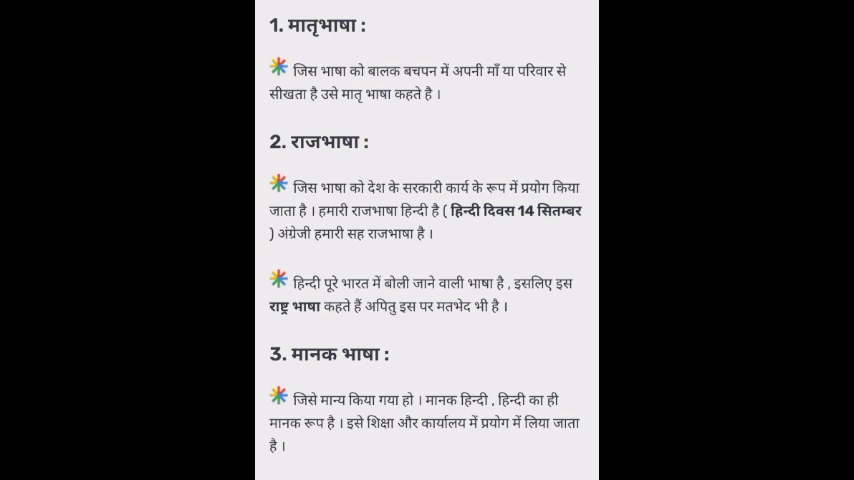 1. मातृभाषा :
जिस भाषा को बालक बचपन में अपनी माँ या परिवार से
सीखता है उसे मातृ भाषा कहते है ।
2. राजभाषा :
जिस भाषा को देश के सरकारी कार्य के रूप में प्रयोग किया
जाता है । हमारी राजभाषा हिन्दी है ( हिन्दी दिवस 14 सितम्बर
) अंग्रेजी हमारी सह राजभाषा है ।
हिन्दी पूरे भारत में बोली जाने वाली भाषा है , इसलिए इस
राष्ट्र भाषा कहते हैं अपितु इस पर मतभेद भी है ।
3. मानक भाषा :
जिसे मान्य किया गया हो । मानक हिन्दी , हिन्दी का ही
मानक रूप है । इसे शिक्षा और कार्यालय में प्रयोग में लिया जाता
है ।